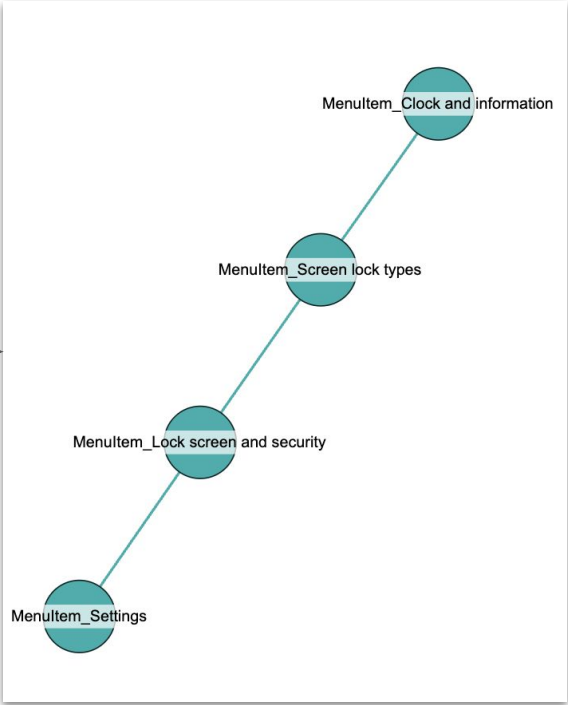 MenuItem_Clock and information
MenuItem_Screen lock types
MenuItem_Lock screen and security
MenuItem_Settings